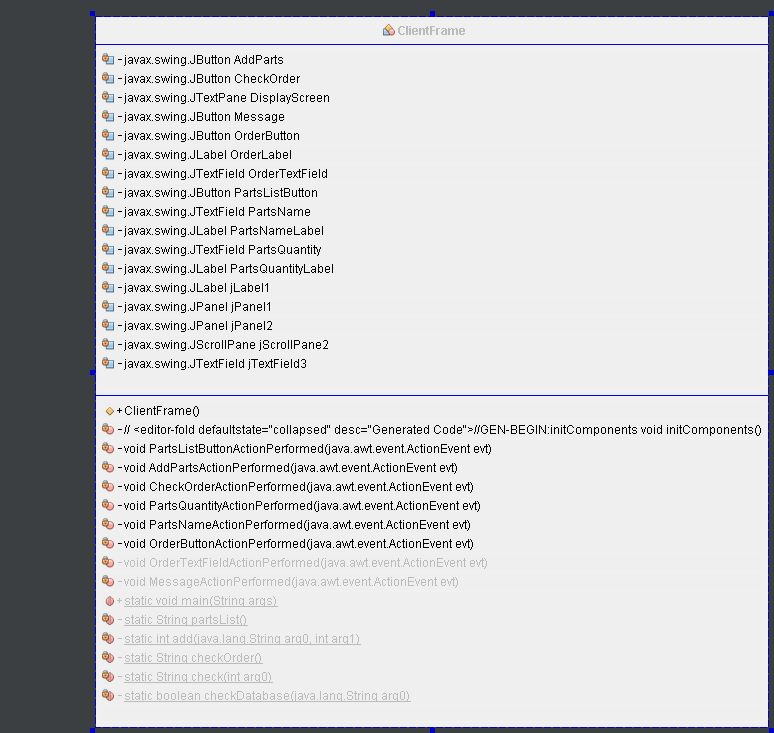 ClientFrame
-javax.swing.JButton AddParts
-javax.swing.JButton CheckOrder
-javax.swing.JTextPane DisplayScreen
-javax.swing.JButton Message
-javax.swing.JButton OrderButton
-javax.swing.JLabel OrderLabel
-javax.swing.JTextField OrderTextField
-javax.swing.JButton PartsListButton
-javax.swing.JTextField PartsName
-javax.swing.JLabel PartsNameLabel
-javax.swing.JTextField PartsQuantity
-javax.swing.JLabel PartsQuantityLabel
-javax.swing.JLabel jLabel1
-javax.swing.JPanel jPanel1
-javax.swing.JPanel jPanel2
-javax.swing.JScrollPane jScrollPane2
-javax.swing.JTextField jTextField3
+ClientFrame()
-// <editor-fold defaultstate="collapsed" desc="Generated Code">//GEN-BEGIN:initComponents void initComponents()
-void PartsListButtonActionPerformed(java.awt.event.ActionEvent evt)
-void AddPartsActionPerformed(java.awt.event.ActionEvent evt)
-void CheckOrderActionPerformed(java.awt.event.ActionEvent evt)
-void PartsQuantityActionPerformed(java.awt.event.ActionEvent evt)
-void PartsNameActionPerformed(java.awt.event.ActionEvent evt)
-void OrderButtonActionPerformed(java.awt.event.ActionEvent evt)
-void OrderTextFieldActionPerformed(java.awt.event.ActionEvent evt)
-void MessageActionPerformed(java.awt.event.ActionEvent evt)
+static void main(String args)
-static String partsList()
-static int add(java.lang.String arg0, int arg1)
-static String checkOrder()
-static String check(int arg0)
-static boolean checkDatabase(java.lang.String arg0)